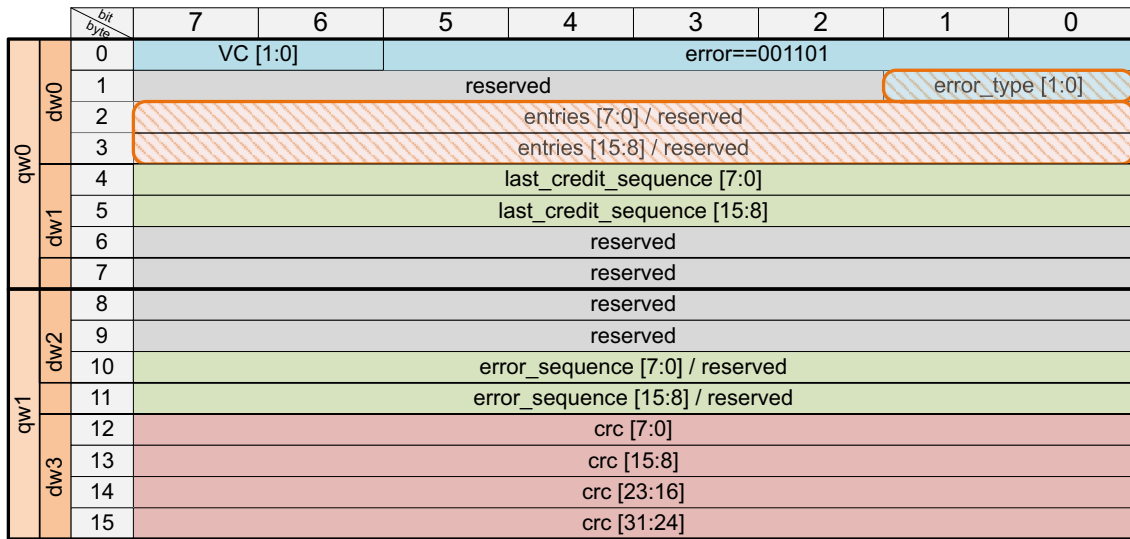 bit
byte 7 6 5 4 3 2 1 0
qw0 dw0 0 VC [1:0] error==001101
1 reserved error_type [1:0]
2 entries [7:0] / reserved
3 entries [15:8] / reserved
dw1 4 last_credit_sequence [7:0]
5 last_credit_sequence [15:8]
6 reserved
7 reserved
qw1 dw2 8 reserved
9 reserved
10 error_sequence [7:0] / reserved
11 error_sequence [15:8] / reserved
dw3 12 crc [7:0]
13 crc [15:8]
14 crc [23:16]
15 crc [31:24]